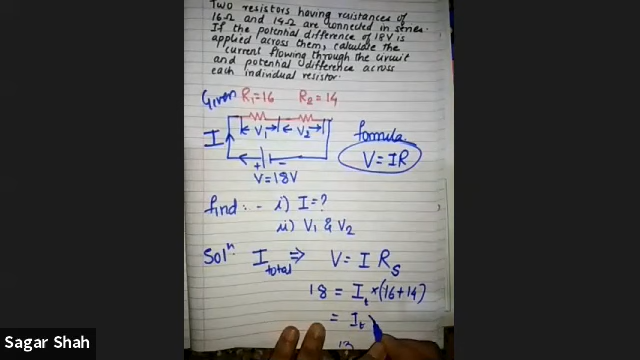 Two resistors having resistances of
16Ω and 14Ω are connected in series.
If the potential difference of 18V is
applied across them, calculate the
current flowing through the circuit
and potential difference across
each individual resistor.
Given R₁=16 R₂=14
I V₁ V₂
+ -
V=18V
formula
V=IR
find:- i) I=?
ii) V₁ & V₂
Solⁿ: I total ⇒ V = I Rs
18 = It × (16+14)
= It
Sagar Shah